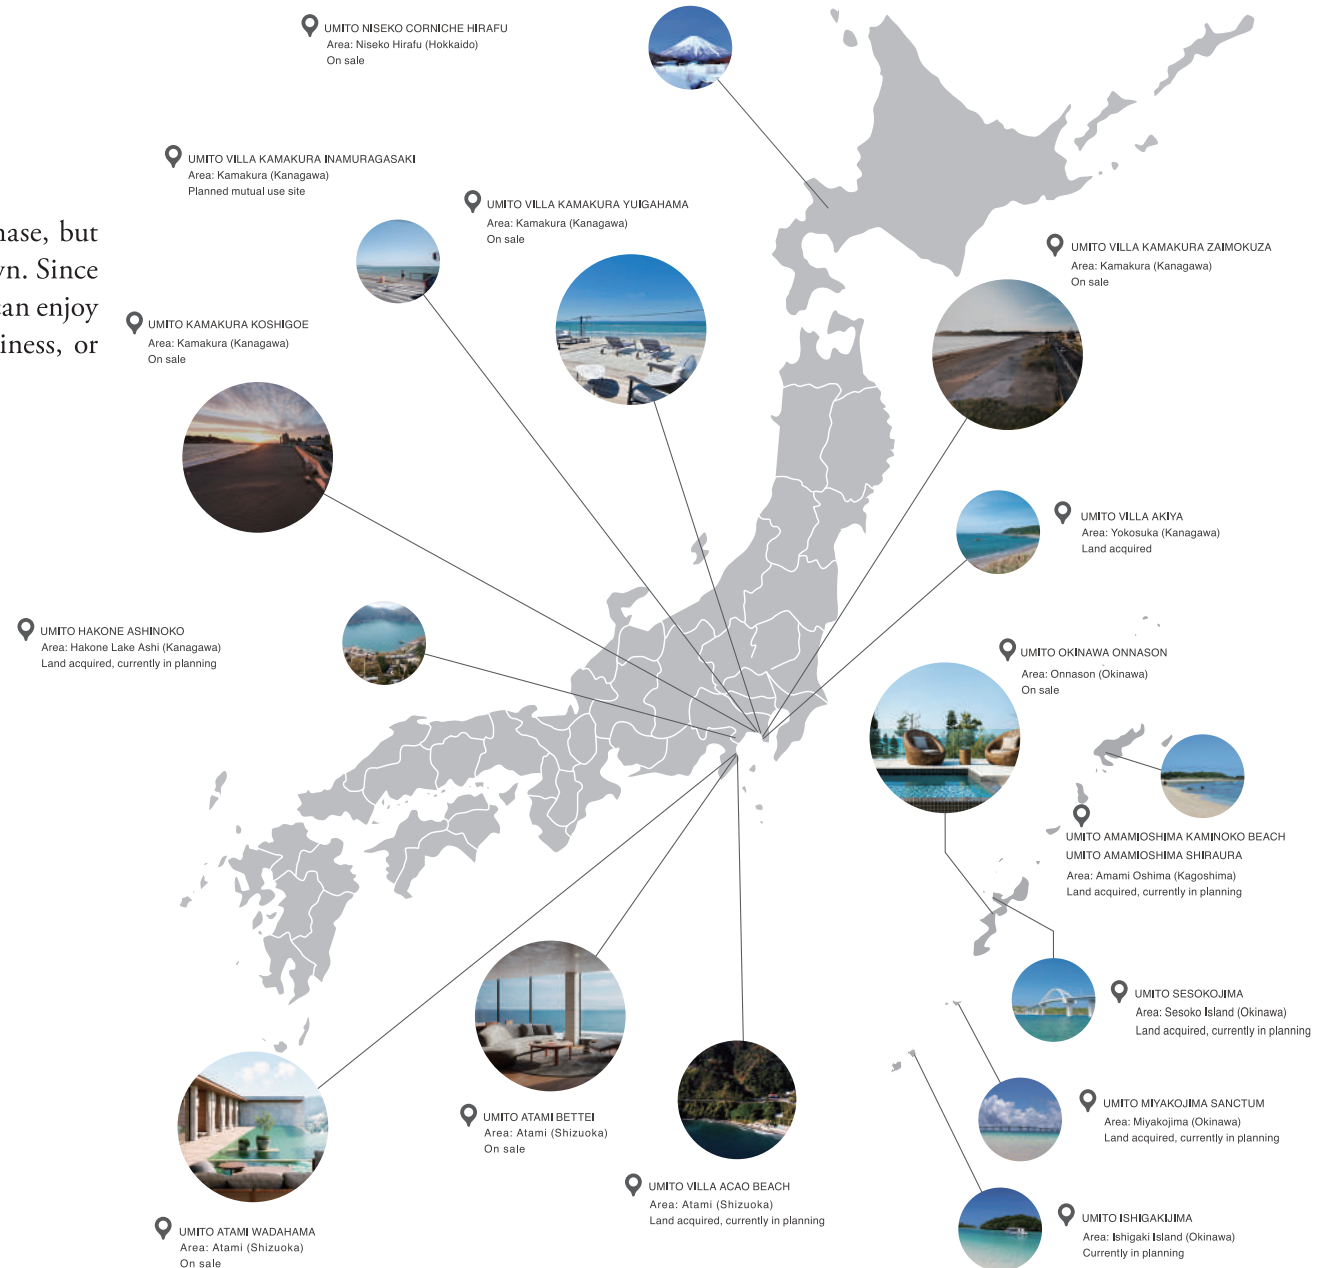 UMITO NISEKO CORNICHE HIRAFU
Area: Niseko Hirafu (Hokkaido)
On sale
UMITO VILLA KAMAKURA INAMURAGASAKI
Area: Kamakura (Kanagawa)
Planned mutual use site
UMITO VILLA KAMAKURA YUIGAHAMA
Area: Kamakura (Kanagawa)
On sale
UMITO VILLA KAMAKURA ZAIMOKUZA
Area: Kamakura (Kanagawa)
On sale
hase, but
wn. Since
can enjoy
iness, or
UMITO KAMAKURA KOSHIGOE
Area: Kamakura (Kanagawa)
On sale
UMITO VILLA AKIYA
Area: Yokosuka (Kanagawa)
Land acquired
UMITO HAKONE ASHINOKO
Area: Hakone Lake Ashi (Kanagawa)
Land acquired, currently in planning
UMITO OKINAWA ONNASON
Area: Onnason (Okinawa)
On sale
UMITO AMAMIOSHIMA KAMINOKO BEACH
UMITO AMAMIOSHIMA SHIRAURA
Area: Amami Oshima (Kagoshima)
Land acquired, currently in planning
UMITO SESOKOJIMA
Area: Sesoko Island (Okinawa)
Land acquired, currently in planning
UMITO MIYAKOJIMA SANCTUM
Area: Miyakojima (Okinawa)
Land acquired, currently in planning
UMITO ATAMI BETTEI
Area: Atami (Shizuoka)
On sale
UMITO VILLA ACAO BEACH
Area: Atami (Shizuoka)
Land acquired, currently in planning
UMITO ISHIGAKIJIMA
Area: Ishigaki Island (Okinawa)
Currently in planning
UMITO ATAMI WADAHAMA
Area: Atami (Shizuoka)
On sale